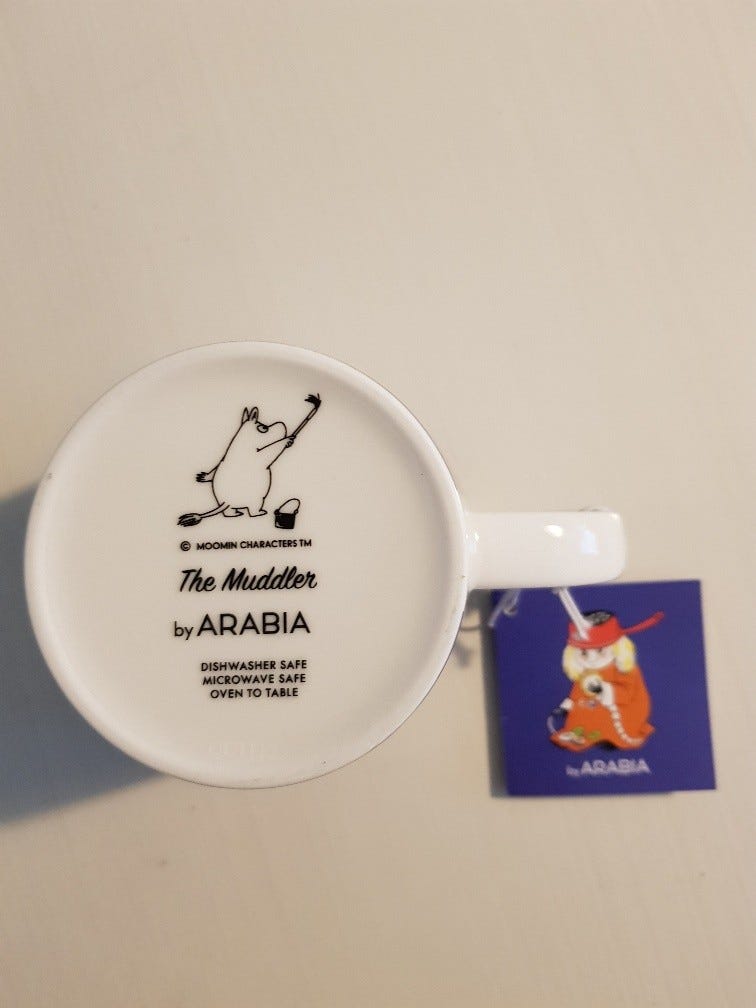 © MOOMIN CHARACTERS TM
The Muddler
by ARABIA
DISHWASHER SAFE
MICROWAVE SAFE
OVEN TO TABLE
by ARABIA